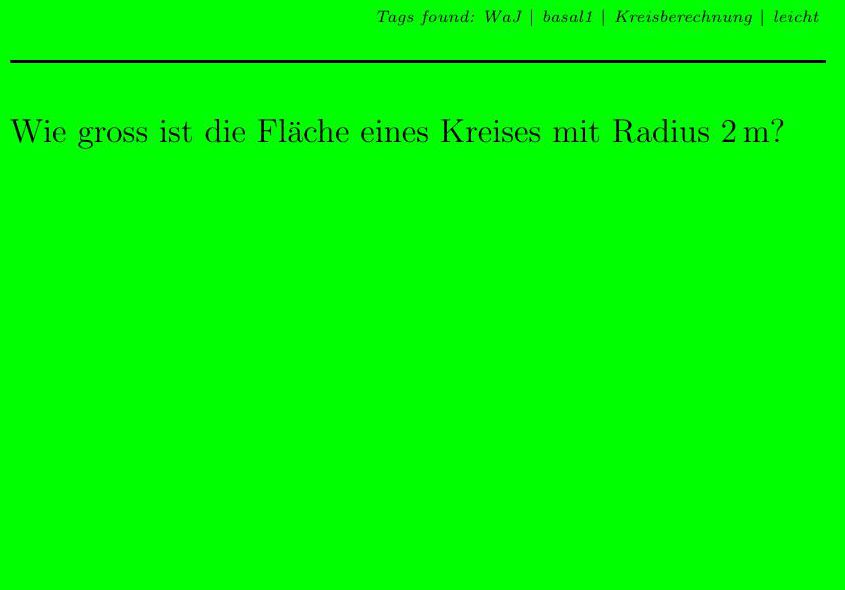 Tags found: WaJ | basal1 | Kreisberechnung | leicht
Wie gross ist die Fläche eines Kreises mit Radius 2 m?